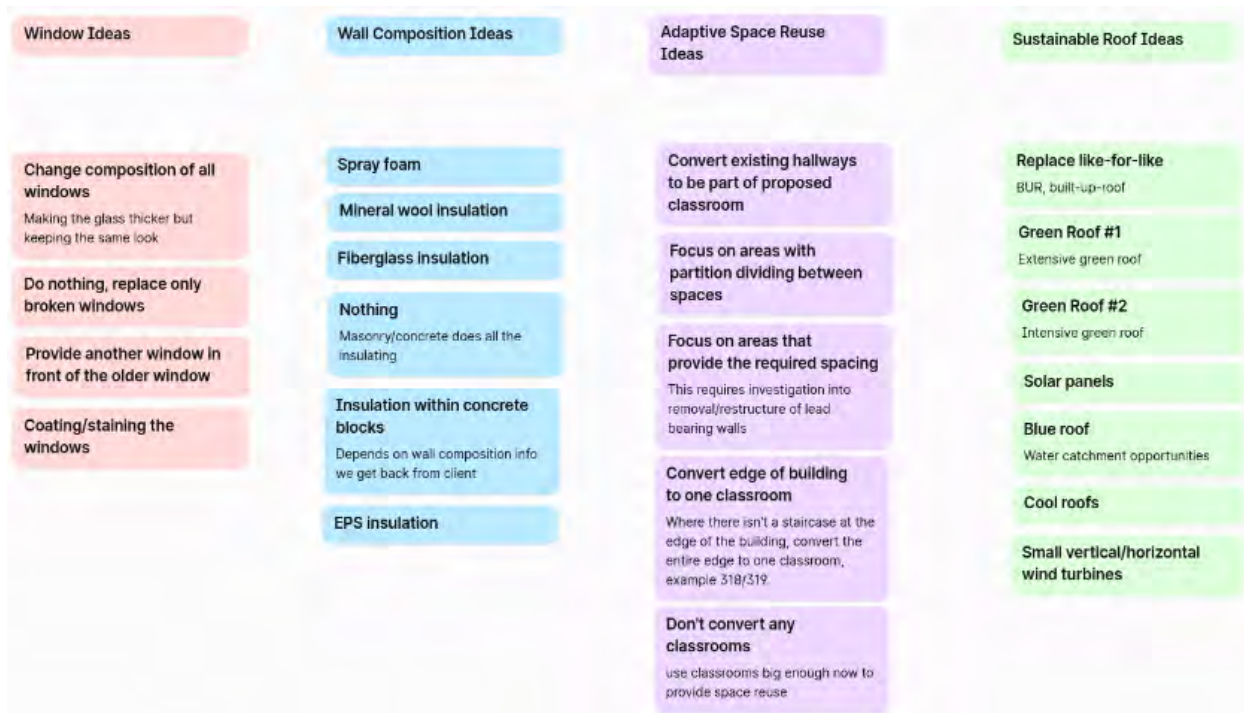 Window Ideas
Change composition of all
windows
Making the glass thicker but
keeping the same look
Do nothing, replace only
broken windows
Provide another window in
front of the older window
Coating/staining the
windows
Wall Composition Ideas
Spray foam
Mineral wool insulation
Fiberglass insulation
Nothing
Masonry/concrete does all the
insulating
Insulation within concrete
blocks
Depends on wall composition info
we get back from client
EPS insulation
Adaptive Space Reuse
Ideas
Convert existing hallways
to be part of proposed
classroom
Focus on areas with
partition dividing between
spaces
Focus on areas that
provide the required spacing
This requires investigation into
removal/restructure of lead
bearing walls
Convert edge of building
to one classroom
Where there isn't a staircase at the
edge of the building, convert the
entire edge to one classroom,
example 318/319.
Don't convert any
classrooms
use classrooms big enough now to
provide space reuse
Sustainable Roof Ideas
Replace like-for-like
BUR, built-up-roof
Green Roof #1
Extensive green roof
Green Roof #2
Intensive green roof
Solar panels
Blue roof
Water catchment opportunities
Cool roofs
Small vertical/horizontal
wind turbines